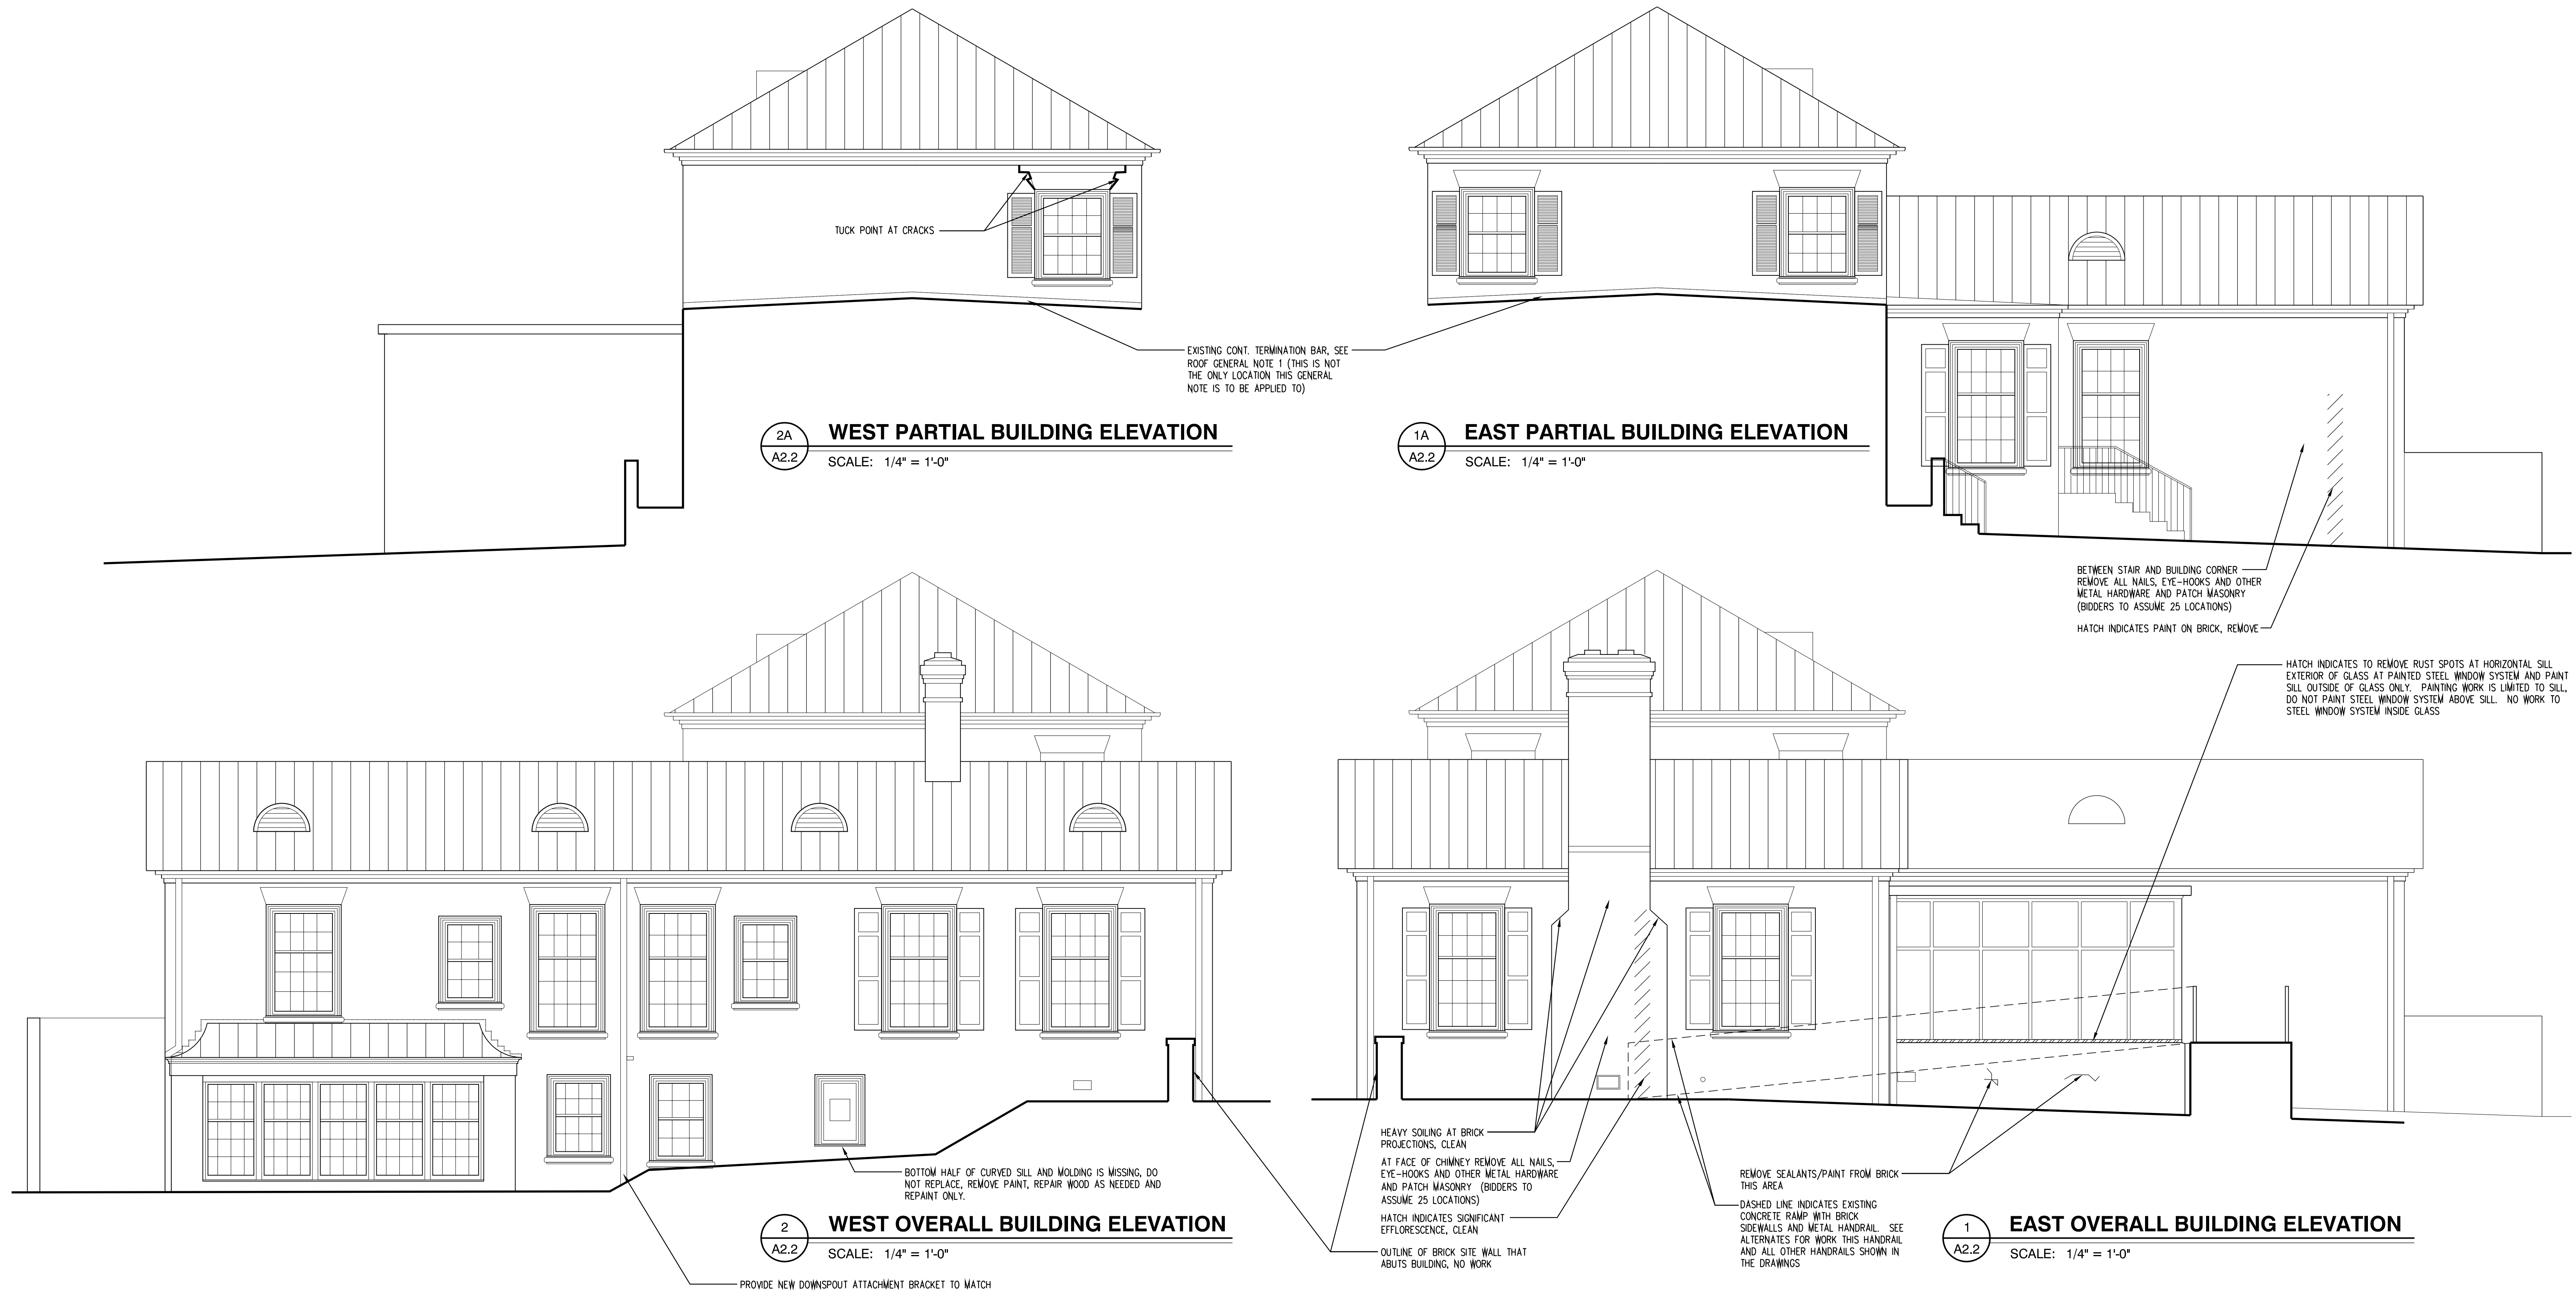 TUCK POINT AT CRACKS
EXISTING CONT. TERMINATION BAR, SEE
ROOF GENERAL NOTE 1 (THIS IS NOT
THE ONLY LOCATION THIS GENERAL
NOTE IS TO BE APPLIED TO)
2A
A2.2
WEST PARTIAL BUILDING ELEVATION
SCALE: 1/4" = 1'-0"
1A
A2.2
EAST PARTIAL BUILDING ELEVATION
SCALE: 1/4" = 1'-0"
BETWEEN STAIR AND BUILDING CORNER
REMOVE ALL NAILS, EYE-HOOKS AND OTHER
METAL HARDWARE AND PATCH MASONRY
(BIDDERS TO ASSUME 25 LOCATIONS)
HATCH INDICATES PAINT ON BRICK, REMOVE
HATCH INDICATES TO REMOVE RUST SPOTS AT HORIZONTAL SILL
EXTERIOR OF GLASS AT PAINTED STEEL WINDOW SYSTEM AND PAINT
SILL OUTSIDE OF GLASS ONLY. PAINTING WORK IS LIMITED TO SILL,
DO NOT PAINT STEEL WINDOW SYSTEM ABOVE SILL. NO WORK TO
STEEL WINDOW SYSTEM INSIDE GLASS
BOTTOM HALF OF CURVED SILL AND MOLDING IS MISSING, DO
NOT REPLACE, REMOVE PAINT, REPAIR WOOD AS NEEDED AND
REPAINT ONLY.
2
A2.2
WEST OVERALL BUILDING ELEVATION
SCALE: 1/4" = 1'-0"
PROVIDE NEW DOWNSPOUT ATTACHMENT BRACKET TO MATCH
HEAVY SOILING AT BRICK
PROJECTIONS, CLEAN
AT FACE OF CHIMNEY REMOVE ALL NAILS,
EYE-HOOKS AND OTHER METAL HARDWARE
AND PATCH MASONRY (BIDDERS TO
ASSUME 25 LOCATIONS)
HATCH INDICATES SIGNIFICANT
EFFLORESCENCE, CLEAN
OUTLINE OF BRICK SITE WALL THAT
ABUTS BUILDING, NO WORK
REMOVE SEALANTS/PAINT FROM BRICK
THIS AREA
DASHED LINE INDICATES EXISTING
CONCRETE RAMP WITH BRICK
SIDEWALLS AND METAL HANDRAIL. SEE
ALTERNATES FOR WORK THIS HANDRAIL
AND ALL OTHER HANDRAILS SHOWN IN
THE DRAWINGS
1
A2.2
EAST OVERALL BUILDING ELEVATION
SCALE: 1/4" = 1'-0"